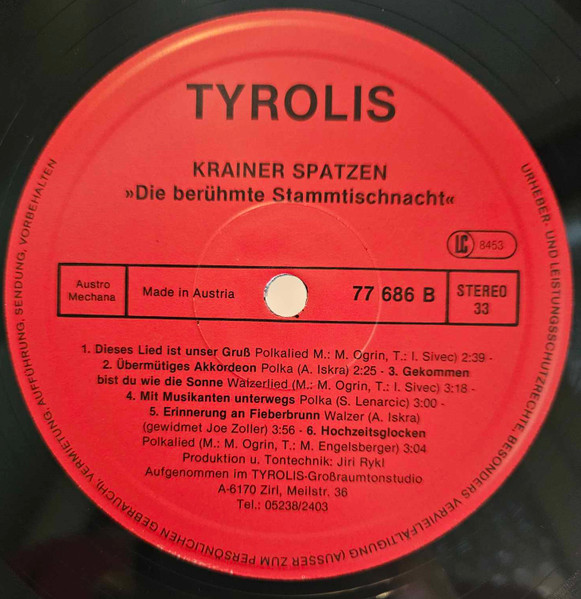 TYROLIS
KRAINER SPATZEN
»Die berühmte Stammtischnacht«
LC 8453
Austro
Mechana
Made in Austria
77 686 B
STEREO
33
1. Dieses Lied ist unser Gruß Polkalied M.: M. Ogrin, T.: I. Sivec) 2:39 -
2. Übermütiges Akkordeon Polka (A. Iskra) 2:25 - 3. Gekommen
bist du wie die Sonne Walzerlied (M.: M. Ogrin, T.: I. Sivec) 3:18 -
4. Mit Musikanten unterwegs Polka (S. Lenarcic) 3:00 -
5. Erinnerung an Fieberbrunn Walzer (A. Iskra)
(gewidmet Joe Zoller) 3:56 - 6. Hochzeitsglocken
Polkalied (M.: M. Ogrin, T.: M. Engelsberger) 3:04
Produktion u. Tontechnik: Jiri Rykl
Aufgenommen im TYROLIS-Großraumtonstudio
A-6170 Zirl, Meilstr. 36
Tel.: 05238/2403
URHEBER- UND LEISTUNGSSCHUTZRECHTE, BESONDERS VERVIELFÄLTIGUNG (AUSSER ZUM PERSÖNLICHEN GEBRAUCH), VERMIETUNG, AUFFÜHRUNG, SENDUNG, VORBEHALTEN